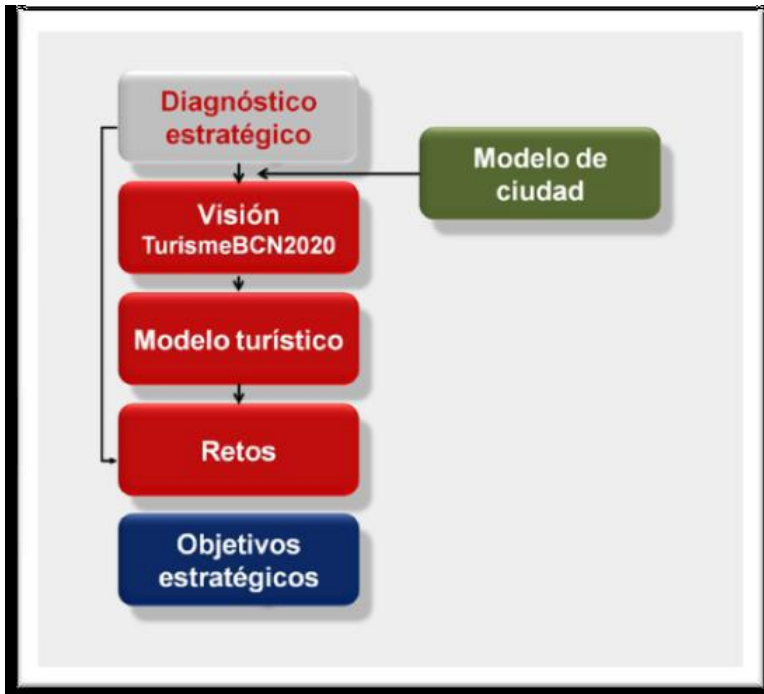 Diagnóstico
estratégico
Modelo de
ciudad
Visión
TurismeBCN2020
Modelo turístico
Retos
Objetivos
estratégicos